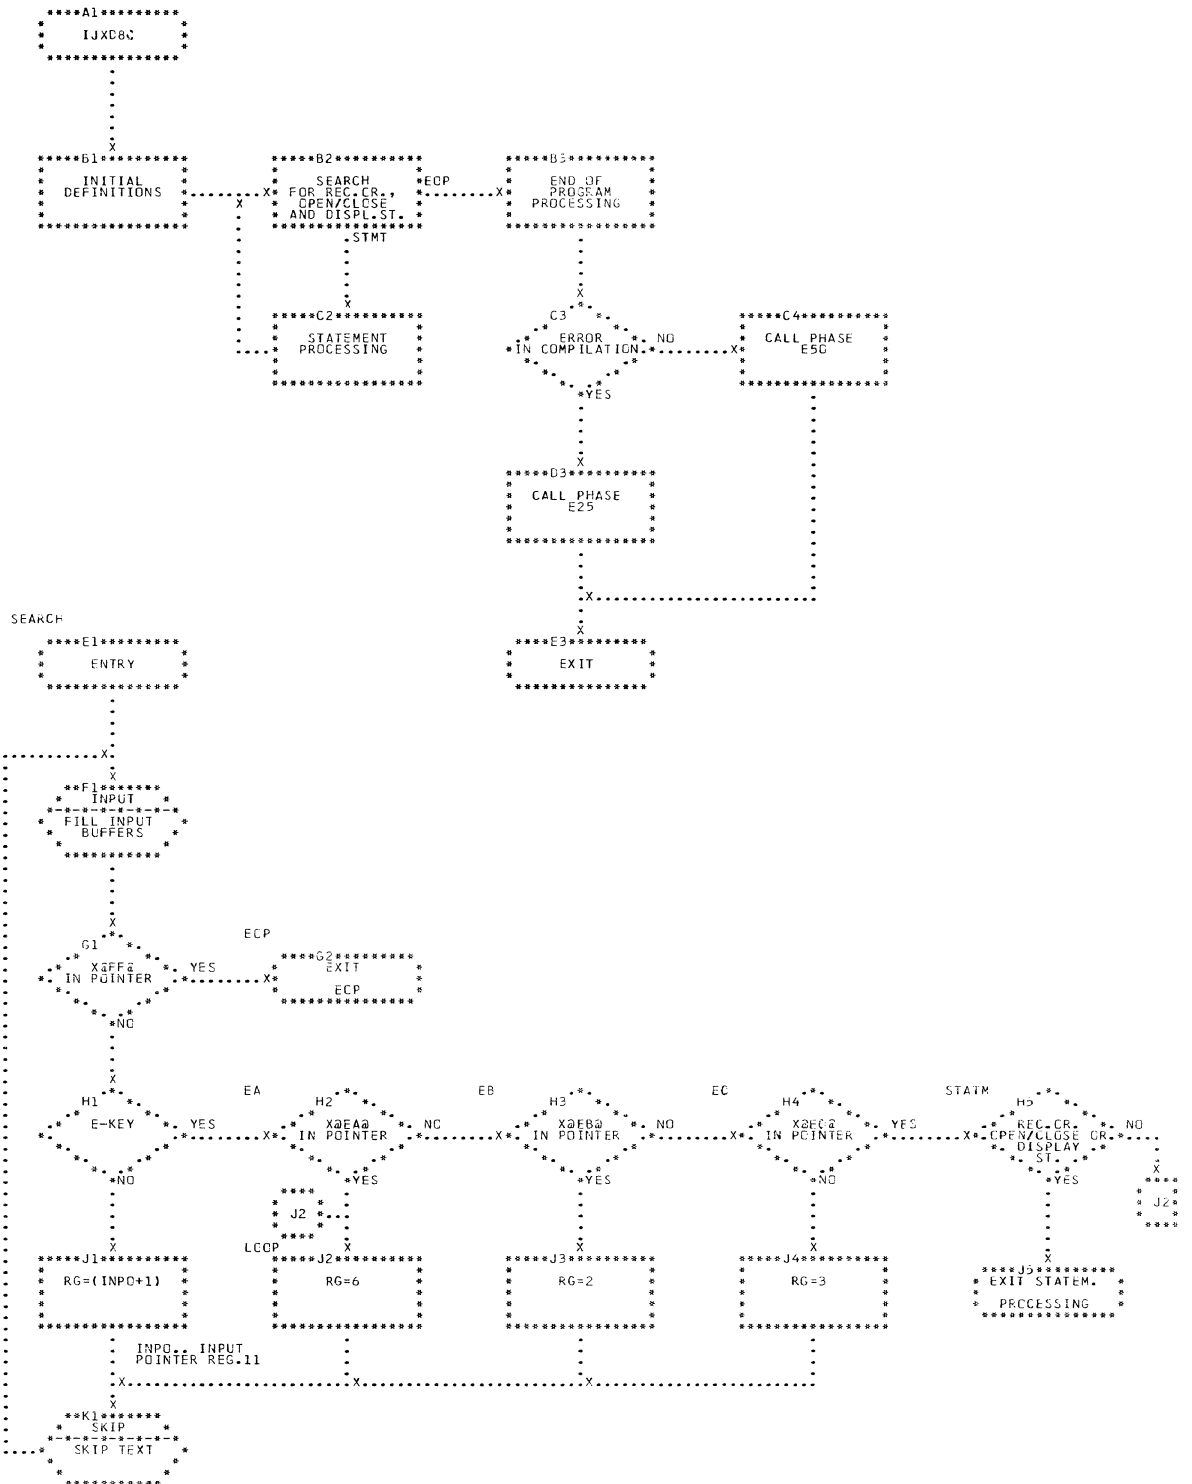 A1
IJXD80
B1
INITIAL
DEFINITIONS
B2
SEARCH
FOR REC.CR.,
OPEN/CLOSE
AND DISPL.ST.
EOP
B3
END OF
PROGRAM
PROCESSING
STMT
C2
STATEMENT
PROCESSING
C3
ERROR
IN COMPILATION
NO
YES
C4
CALL PHASE
E50
D3
CALL PHASE
E25
SEARCH
E1
ENTRY
E3
EXIT
F1
INPUT
FILL INPUT
BUFFERS
G1
X@FF@
IN POINTER
YES
NO
EOP
G2
EXIT
EOP
H1
E-KEY
YES
NO
EA
H2
X@EA@
IN POINTER
NO
YES
EB
H3
X@EB@
IN POINTER
NO
YES
EC
H4
X@EC@
IN POINTER
YES
NO
STATM
H5
REC.CR.
OPEN/CLOSE OR
DISPLAY
ST.
NO
YES
J2
J2
J1
RG=(INPO+1)
LOOP
J2
RG=6
J3
RG=2
J4
RG=3
J5
EXIT STATEM.
PROCESSING
INPO.. INPUT
POINTER REG.11
K1
SKIP
SKIP TEXT